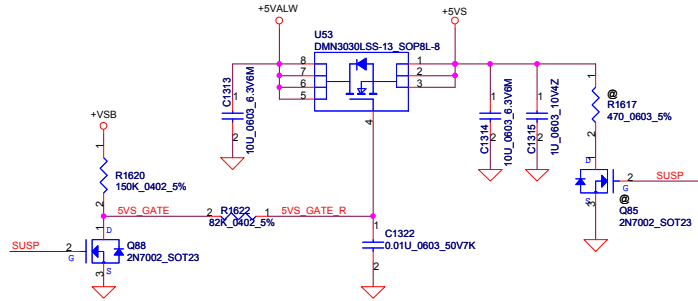 +5VALW
+5VS
U53
DMN3030LSS-13_SOP8L-8
8
7
6
5
1
2
3
4
C1313
1
2
10U_0603_6.3V6M
C1314
1
2
10U_0603_6.3V6M
C1315
1
2
1U_0603_10V4Z
1
@
R1617
470_0603_5%
2
+VSB
1
R1620
150K_0402_5%
2
5VS_GATE
2
R1622
1
82K_0402_5%
5VS_GATE_R
1
C1322
0.01U_0603_50V7K
2
SUSP
2
G
1
D
S
3
Q88
2N7002_SOT23
1
D
S
3
2
G
SUSP
@
Q85
2N7002_SOT23